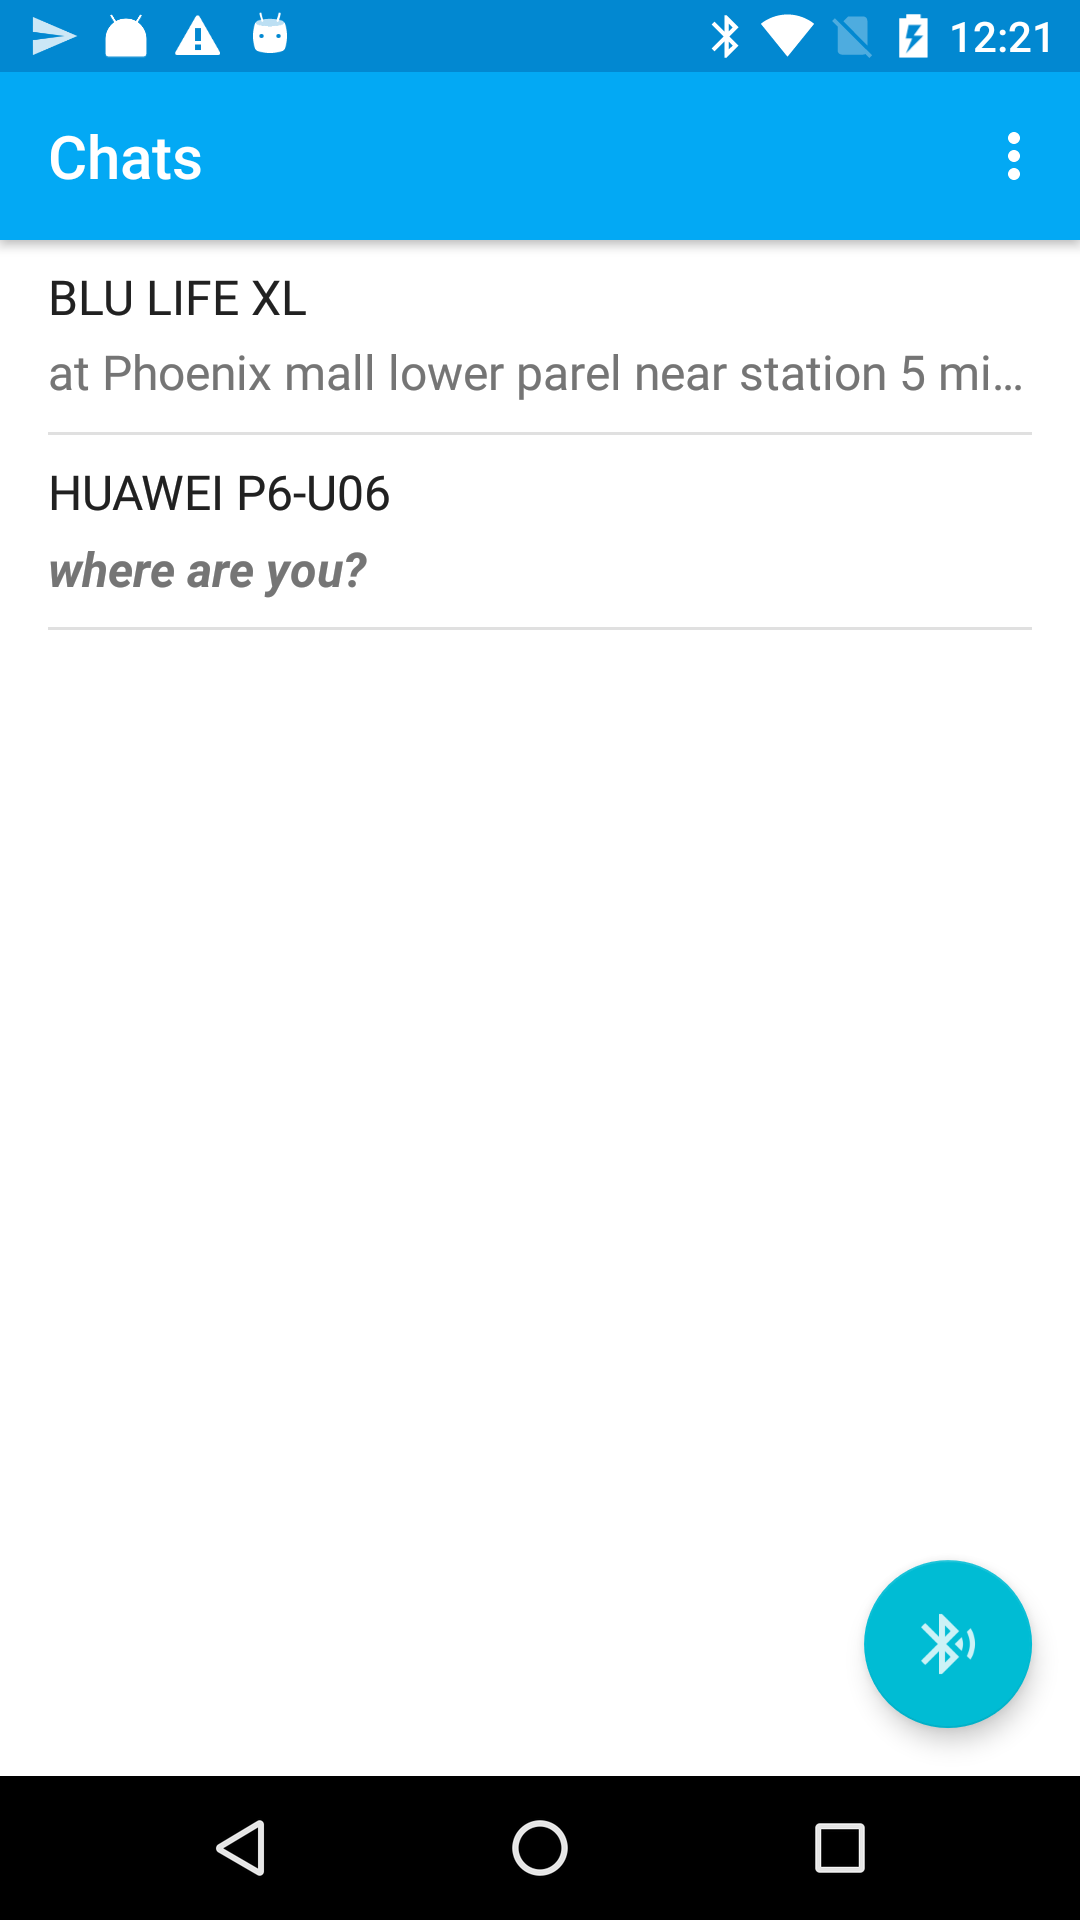 12:21
Chats
BLU LIFE XL
at Phoenix mall lower parel near station 5 mi...
HUAWEI P6-U06
where are you?